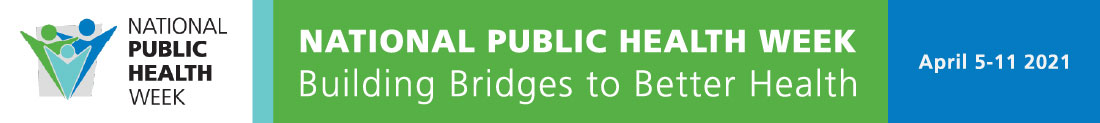 NATIONAL
PUBLIC
HEALTH
WEEK
NATIONAL PUBLIC HEALTH WEEK
Building Bridges to Better Health
April 5-11 2021